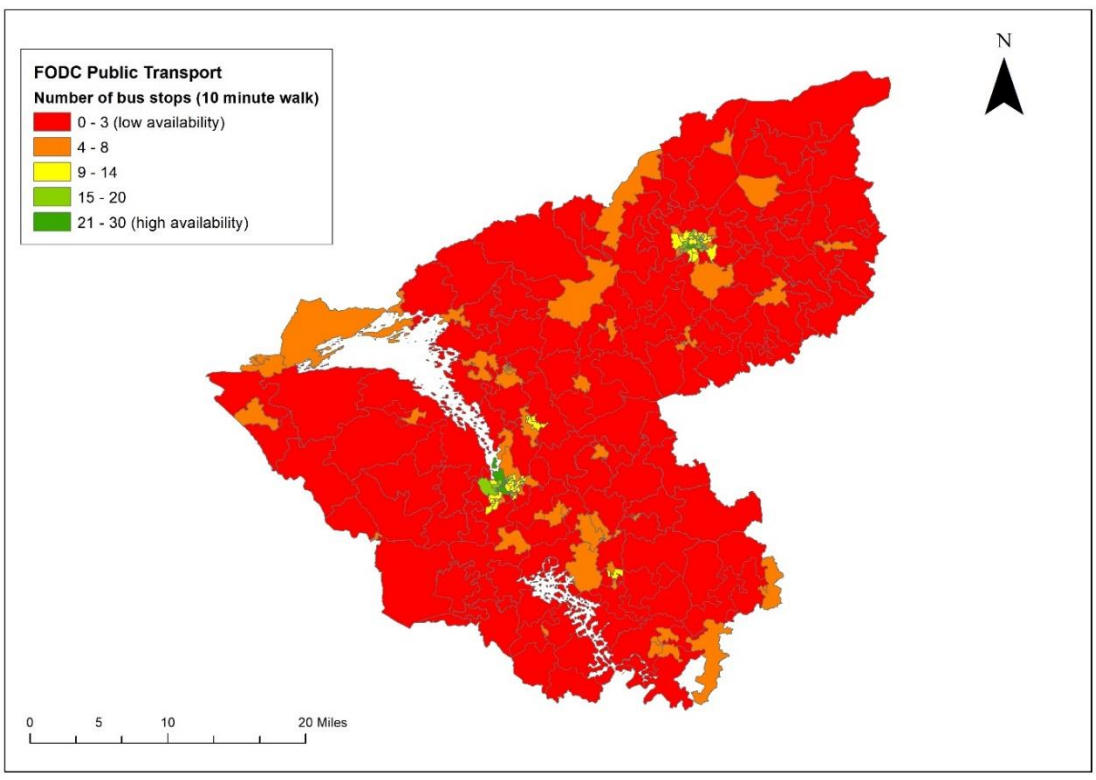 N
FODC Public Transport
Number of bus stops (10 minute walk)
0 - 3 (low availability)
4 - 8
9 - 14
15 - 20
21 - 30 (high availability)
0 5 10 20 Miles